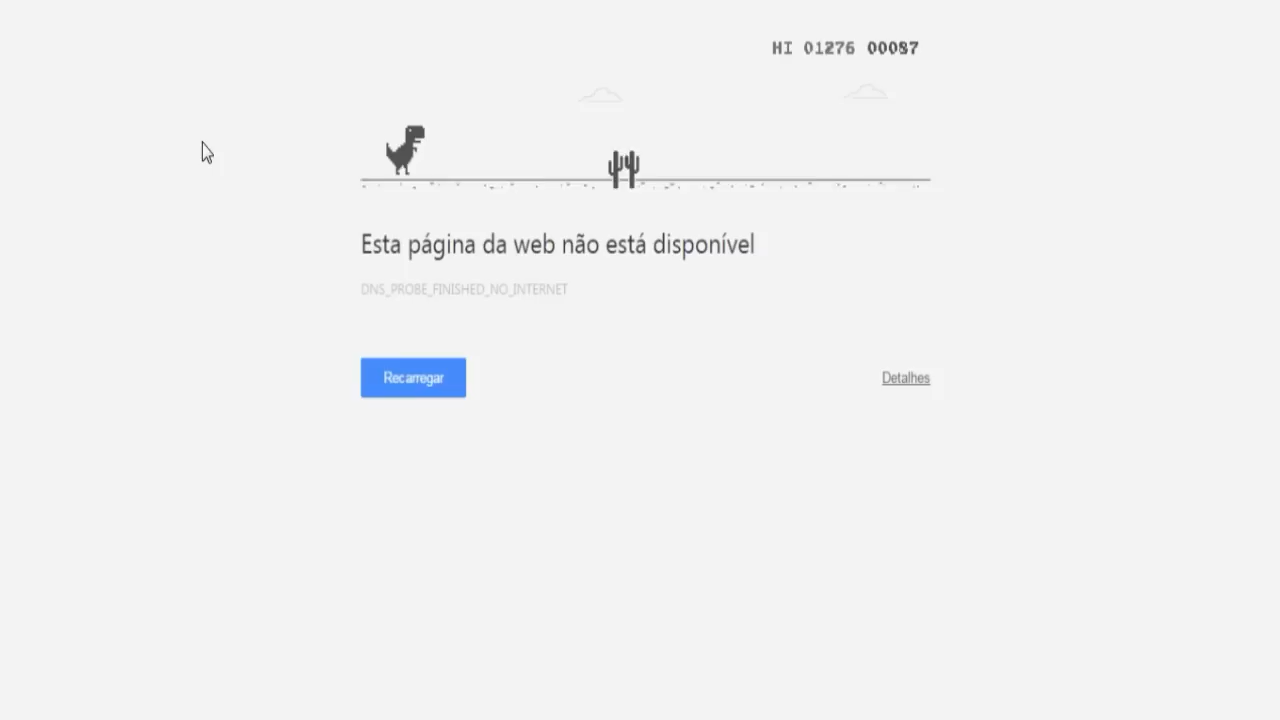 HI 01276 00087
Esta página da web não está disponível
DNS_PROBE_FINISHED_NO_INTERNET
Recarregar
Detalhes